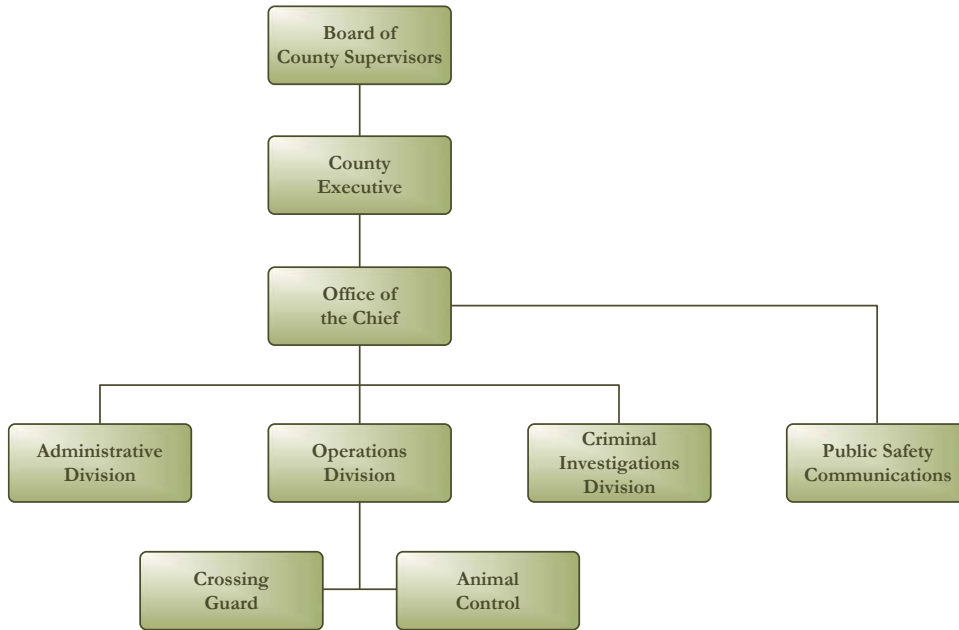 Board of
County Supervisors
County
Executive
Office of
the Chief
Administrative
Division
Operations
Division
Criminal
Investigations
Division
Public Safety
Communications
Crossing
Guard
Animal
Control